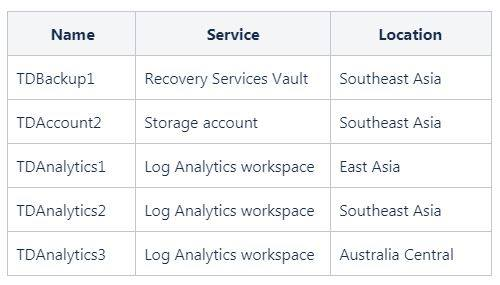 Name Service Location
TDBackup1 Recovery Services Vault Southeast Asia
TDAccount2 Storage account Southeast Asia
TDAnalytics1 Log Analytics workspace East Asia
TDAnalytics2 Log Analytics workspace Southeast Asia
TDAnalytics3 Log Analytics workspace Australia Central